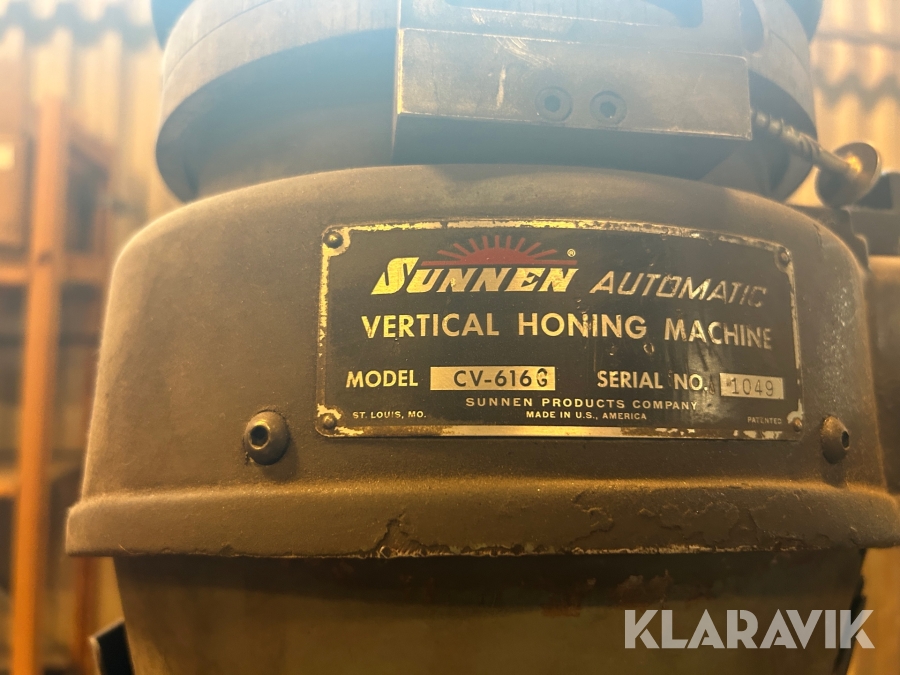 SUNNEN® AUTOMATIC
VERTICAL HONING MACHINE
MODEL CV-616G SERIAL NO. 1049
SUNNEN PRODUCTS COMPANY
ST. LOUIS, MO. MADE IN U.S., AMERICA PATENTED
KLARAVIK